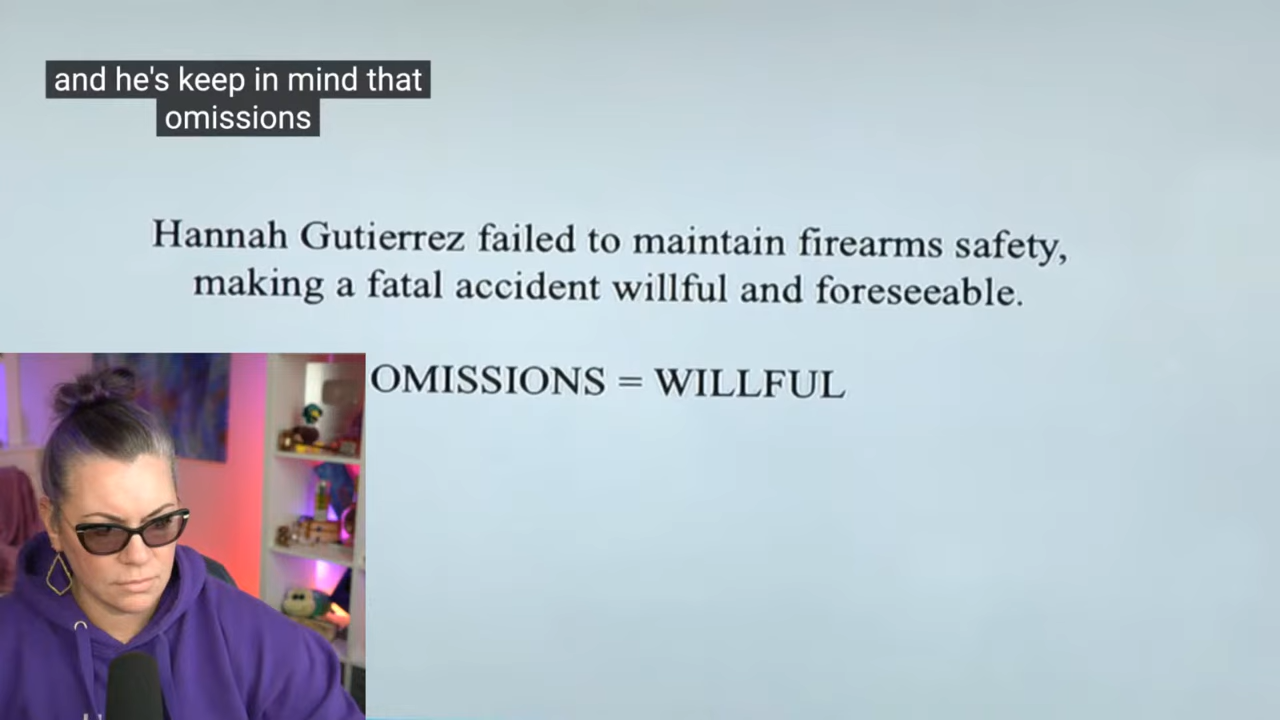 and he's keep in mind that
omissions
Hannah Gutierrez failed to maintain firearms safety,
making a fatal accident willful and foreseeable.
OMISSIONS = WILLFUL